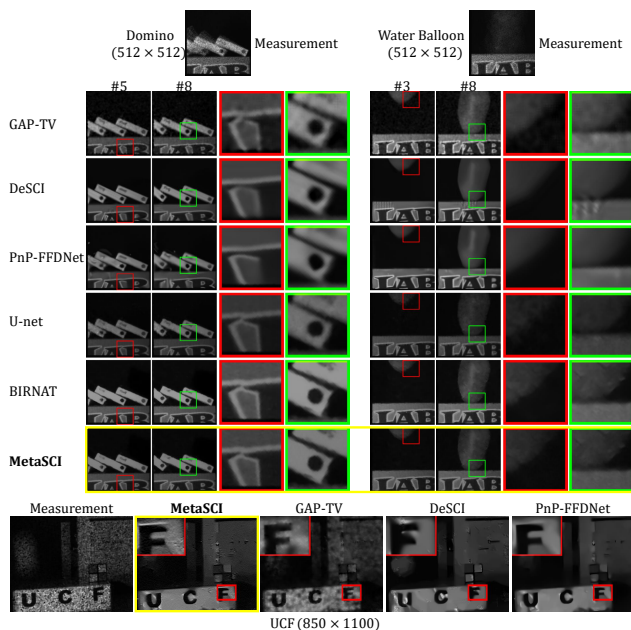 Domino
(512 × 512)
Measurement
Water Balloon
(512 × 512)
Measurement
#5 #8 #3 #8
GAP-TV
DeSCI
PnP-FFDNet
U-net
BIRNAT
MetaSCI
Measurement MetaSCI GAP-TV DeSCI PnP-FFDNet
F F F F
U C F U C F U C F U C F U C F
UCF (850 × 1100)